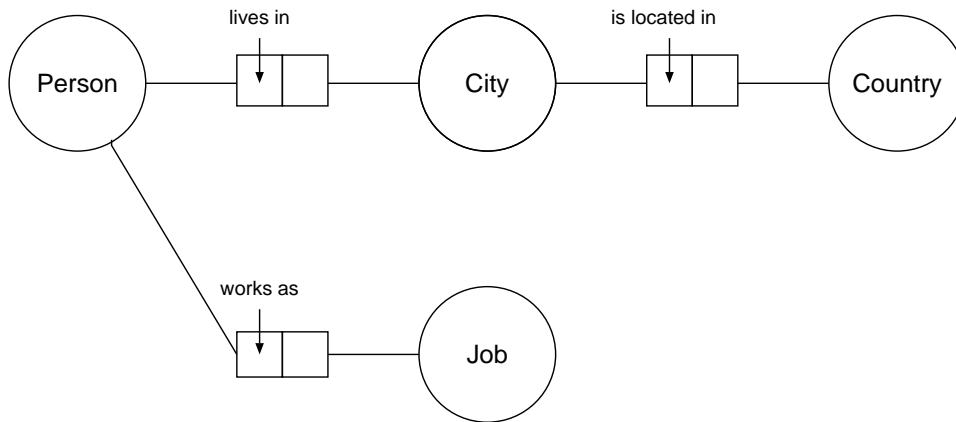 lives in
is located in
Person
City
Country
works as
Job